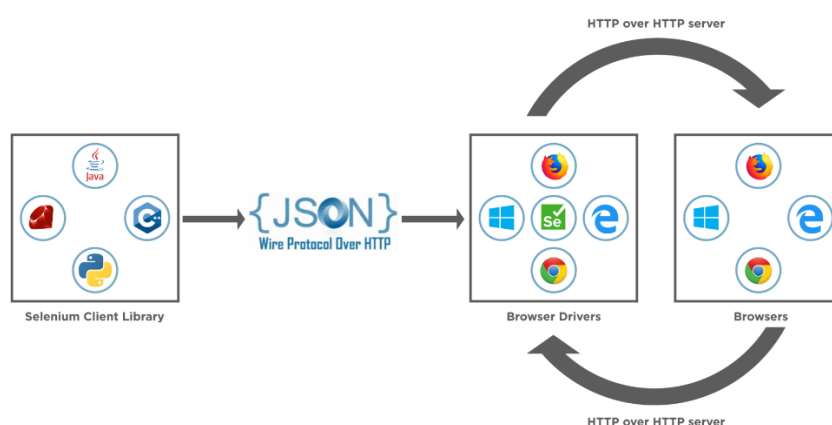 HTTP over HTTP server
Java
C++
{JSON}
Wire Protocol Over HTTP
Se
Selenium Client Library
Browser Drivers
Browsers
HTTP over HTTP server